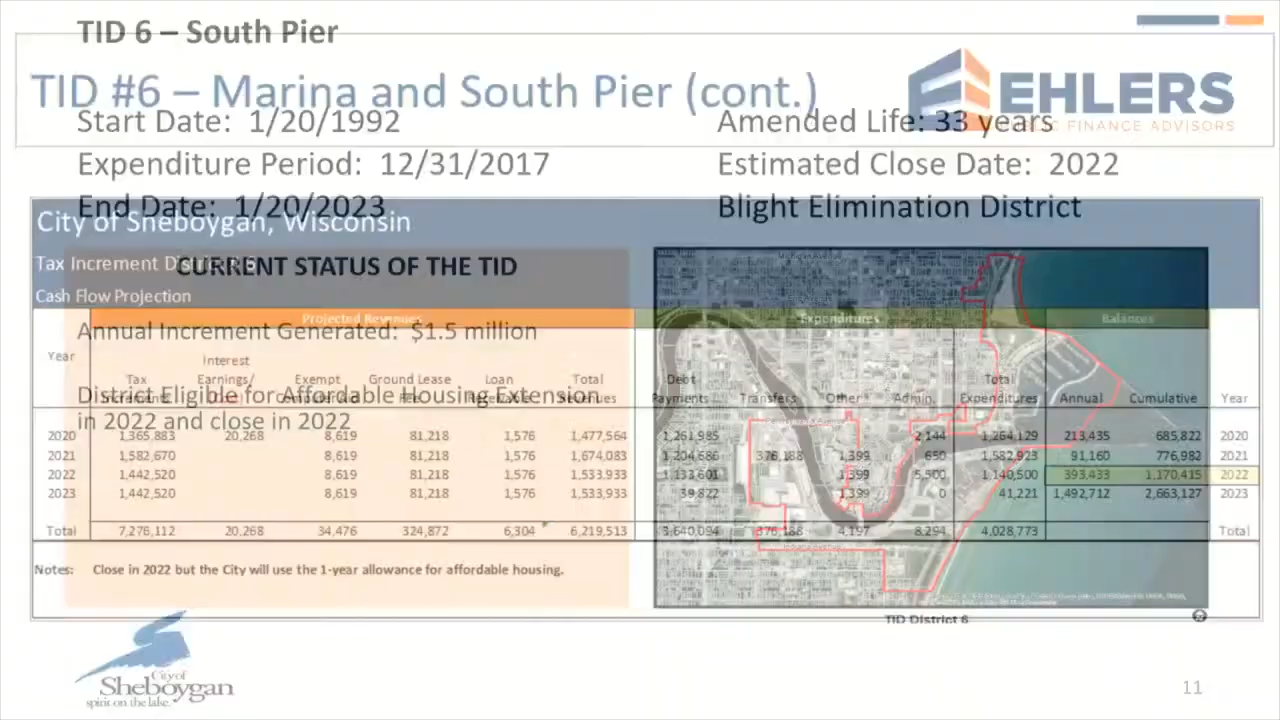 TID 6 – South Pier
TID #6 – Marina and South Pier (cont.)
EHLERS
PUBLIC FINANCE ADVISORS
Start Date: 1/20/1992
Amended Life: 33 years
Expenditure Period: 12/31/2017
Estimated Close Date: 2022
End Date: 1/20/2023
Blight Elimination District
City of Sheboygan, Wisconsin
Tax Increment District
CURRENT STATUS OF THE TID
Cash Flow Projection
Projected Revenues
Expenditures
Balances
Annual Increment Generated: $1.5 million
District Eligible for Affordable Housing Extension
in 2022 and close in 2022
Year Tax Interest Earnings/ Exempt Ground Lease Loan Total Revenues Debt Payments Transfers Other Admin. Total Expenditures Annual Cumulative Year
2020 1,365,883 20,268 8,619 81,218 1,576 1,477,564 1,261,985 2,144 1,264,129 213,435 685,822 2020
2021 1,582,670 8,619 81,218 1,576 1,674,083 1,204,686 376,188 1,399 650 1,582,923 91,160 776,982 2021
2022 1,442,520 8,619 81,218 1,576 1,533,933 1,133,601 1,399 5,500 1,140,500 393,433 1,170,415 2022
2023 1,442,520 8,619 81,218 1,576 1,533,933 39,822 1,399 0 41,221 1,492,712 2,663,127 2023
Total 7,276,112 20,268 34,476 324,872 6,304 6,219,513 3,640,094 376,188 4,197 8,294 4,028,773 Total
Notes: Close in 2022 but the City will use the 1-year allowance for affordable housing.
TID District 6
City of
Sheboygan
spirit on the lake.
11